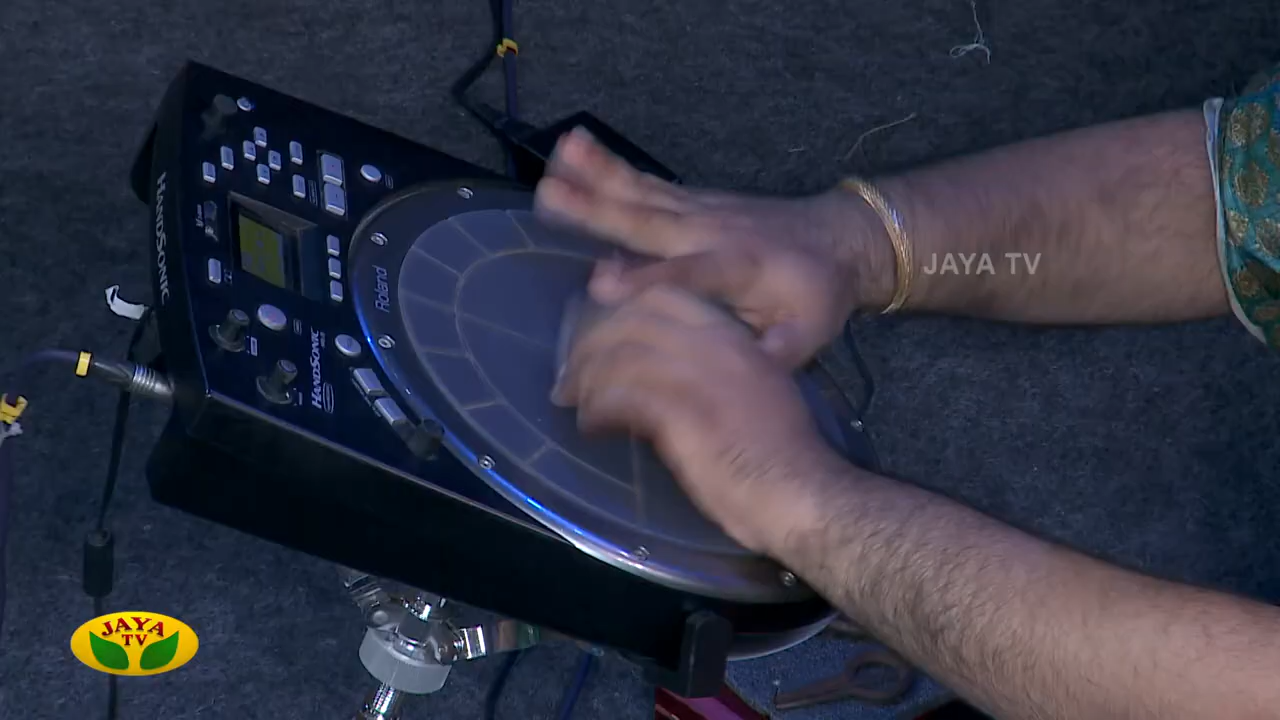 HANDSONIC
Roland
HANDSONIC
JAYA TV
JAYA
TV